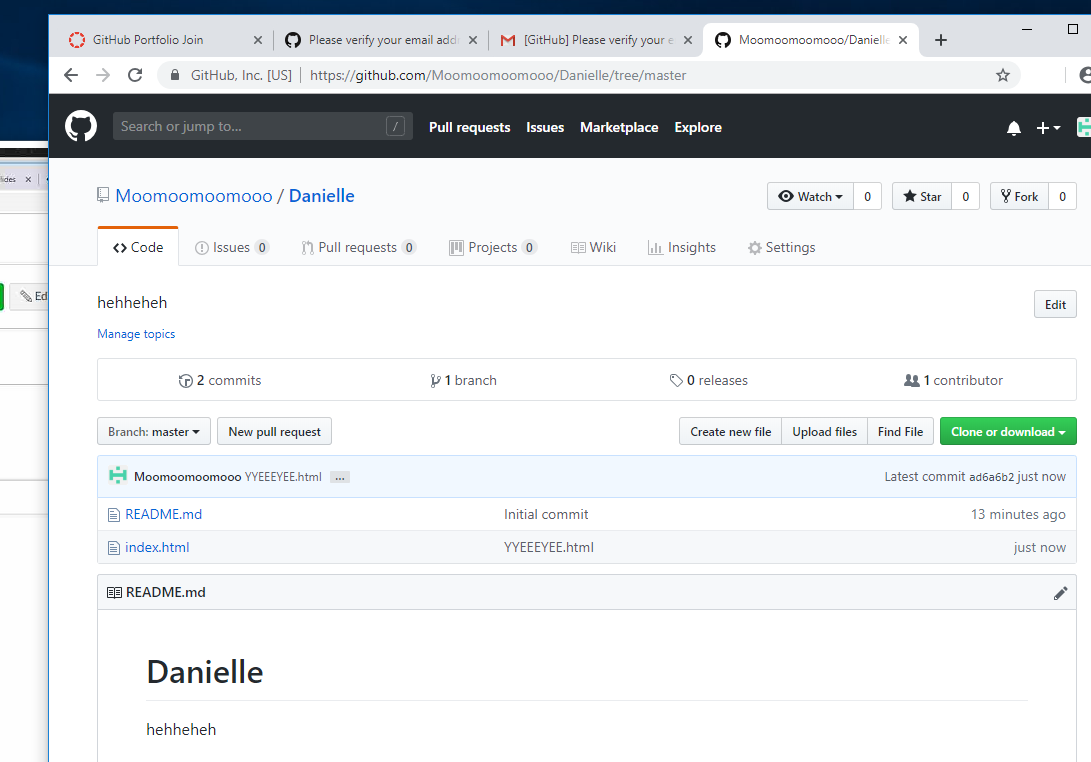 GitHub Portfolio Join
Please verify your email addr
[GitHub] Please verify your e
Moomoomoomooo/Danielle
GitHub, Inc. [US] https://github.com/Moomoomoomooo/Danielle/tree/master
Search or jump to... / Pull requests Issues Marketplace Explore
lides
Moomoomoomooo / Danielle
Watch 0 Star 0 Fork 0
Code Issues 0 Pull requests 0 Projects 0 Wiki Insights Settings
Ed
hehheheh
Edit
Manage topics
2 commits 1 branch 0 releases 1 contributor
Branch: master New pull request Create new file Upload files Find File Clone or download
Moomoomoomooo YYEEEYEE.html ... Latest commit ad6a6b2 just now
README.md Initial commit 13 minutes ago
index.html YYEEEYEE.html just now
README.md
Danielle
hehheheh